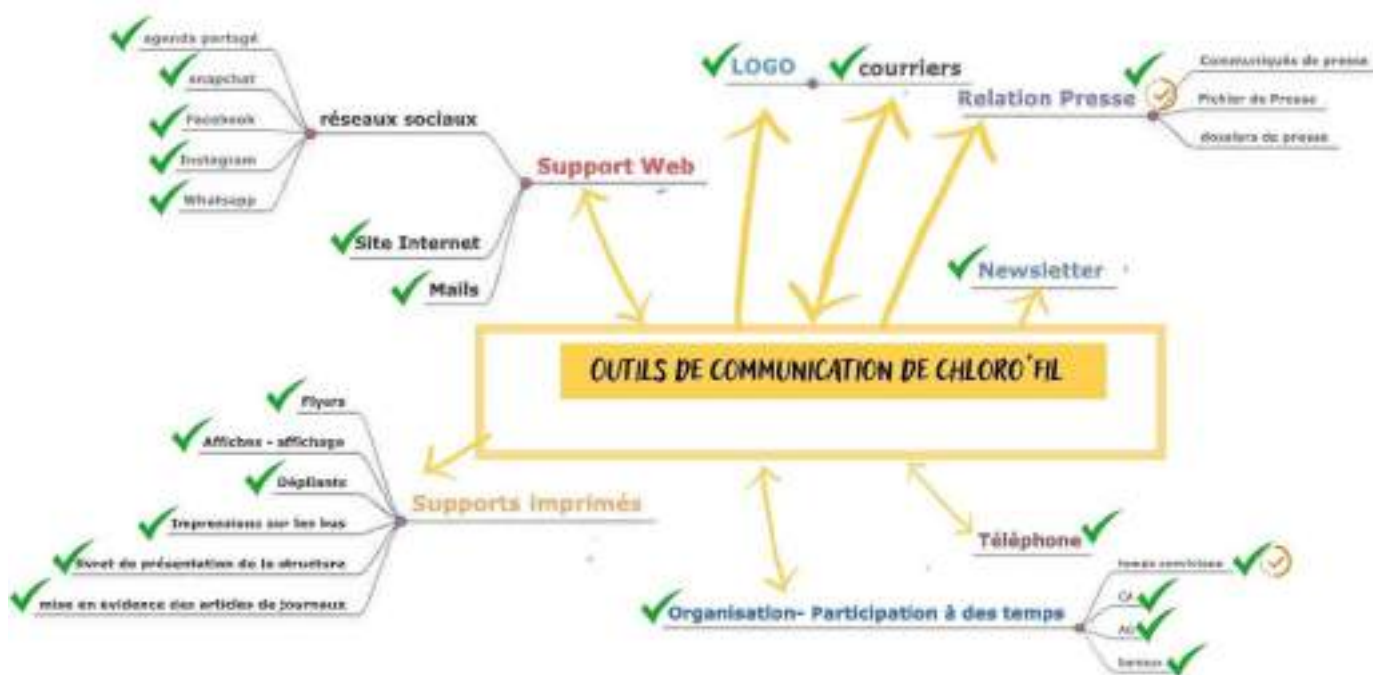 agenda partagé
snapchat
Facebook
Instagram
Whatsapp
réseaux sociaux
Support Web
Site Internet
Mails
LOGO
courriers
Relation Presse
Communiqués de presse
Fichier de Presse
dossiers de presse
Newsletter
OUTILS DE COMMUNICATION DE CHLORO'FIL
Flyers
Affiches - affichage
Dépliants
Impressions sur les bus
livret de présentation de la structure
mise en évidence des articles de journaux
Supports imprimés
Téléphone
Organisation- Participation à des temps
temps
CA
AG
bureaux